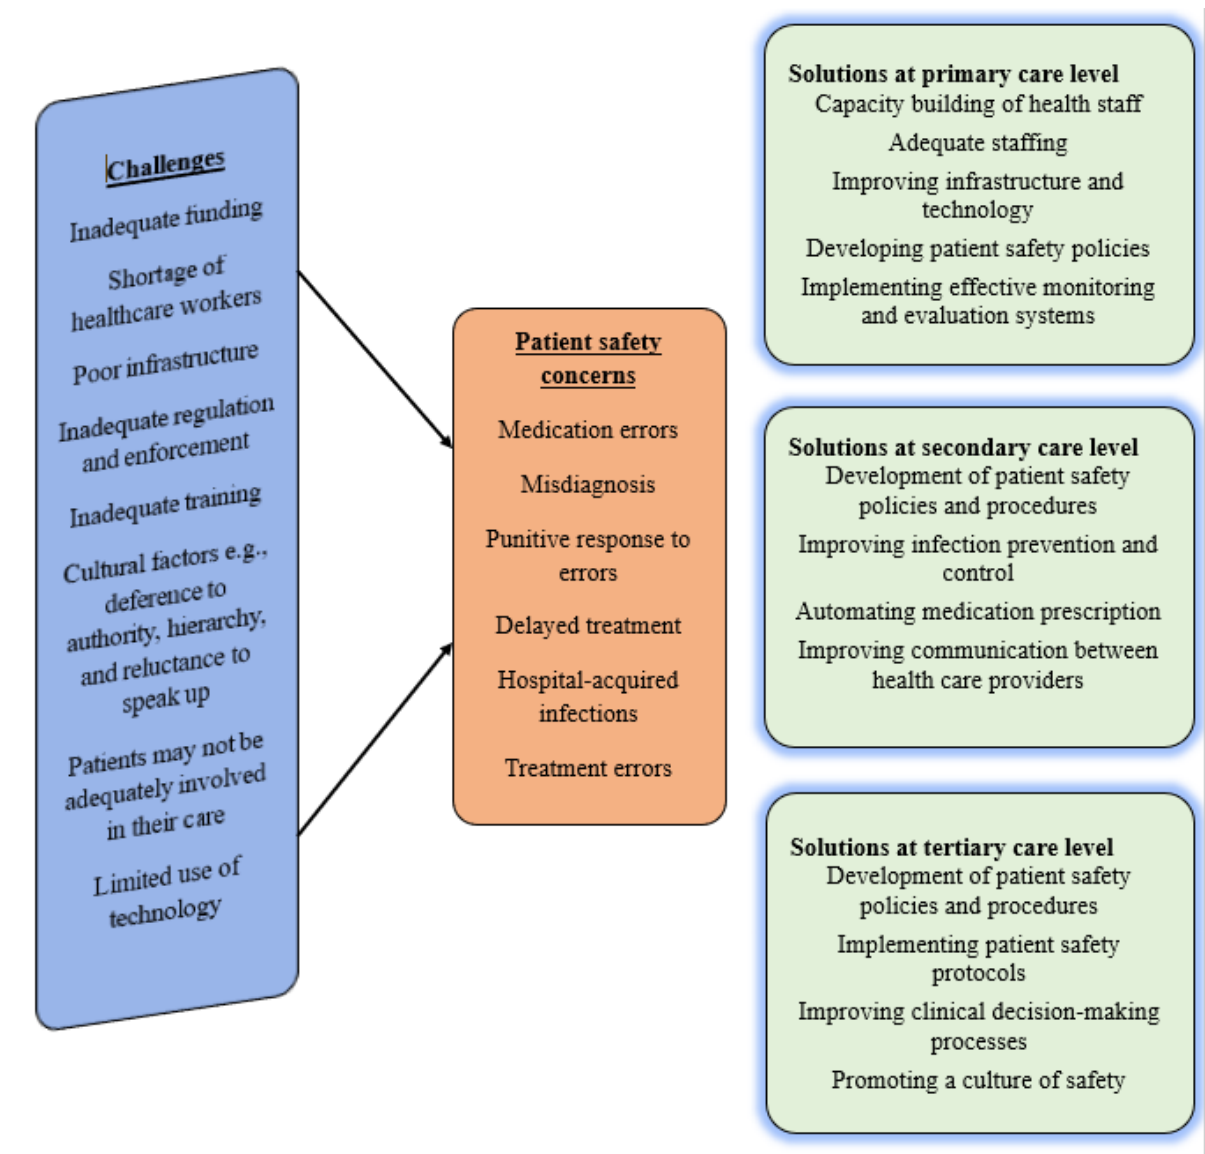 Challenges
Inadequate funding
Shortage of
healthcare workers
Poor infrastructure
Inadequate regulation
and enforcement
Inadequate training
Cultural factors e.g.,
deference to
authority, hierarchy,
and reluctance to
speak up
Patients may not be
adequately involved
in their care
Limited use of
technology
Patient safety
concerns
Medication errors
Misdiagnosis
Punitive response to
errors
Delayed treatment
Hospital-acquired
infections
Treatment errors
Solutions at primary care level
Capacity building of health staff
Adequate staffing
Improving infrastructure and
technology
Developing patient safety policies
Implementing effective monitoring
and evaluation systems
Solutions at secondary care level
Development of patient safety
policies and procedures
Improving infection prevention and
control
Automating medication prescription
Improving communication between
health care providers
Solutions at tertiary care level
Development of patient safety
policies and procedures
Implementing patient safety
protocols
Improving clinical decision-making
processes
Promoting a culture of safety